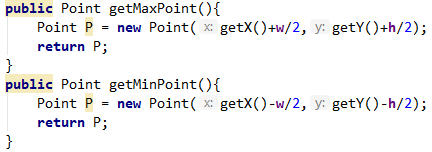 public Point getMaxPoint(){
Point P = new Point( x: getX()+w/2, y: getY()+h/2);
return P;
}
public Point getMinPoint(){
Point P = new Point( x: getX()-w/2, y: getY()-h/2);
return P;
}